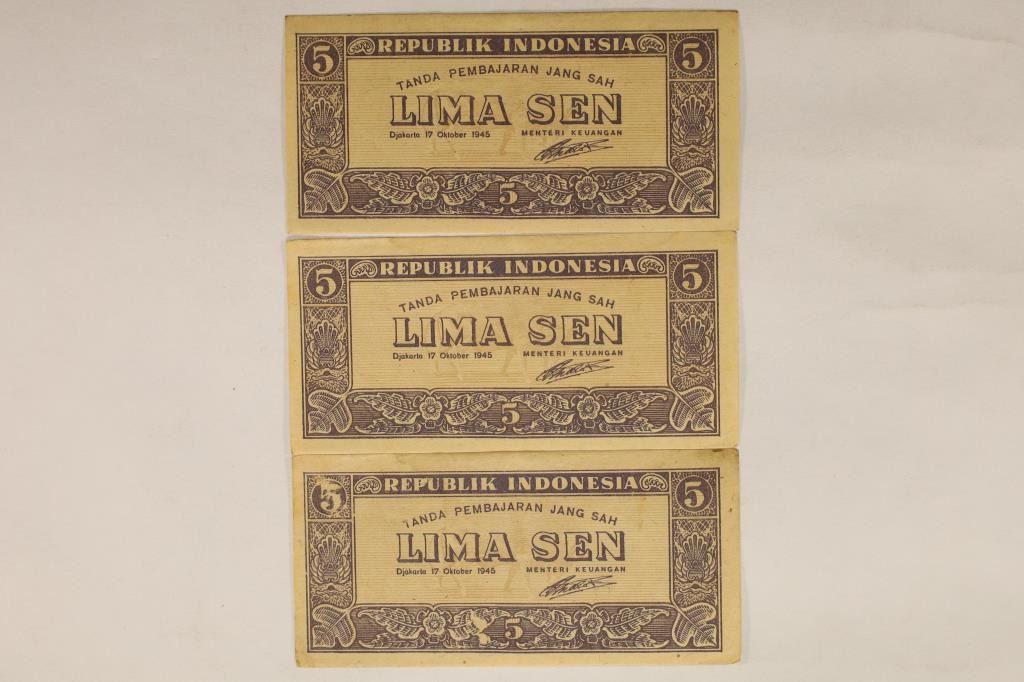 5 REPUBLIK INDONESIA 5
TANDA PEMBAJARAN JANG SAH
LIMA SEN
Djakarta 17 Oktober 1945 MENTERI KEUANGAN
5
5 REPUBLIK INDONESIA 5
TANDA PEMBAJARAN JANG SAH
LIMA SEN
Djakarta 17 Oktober 1945 MENTERI KEUANGAN
5
5 REPUBLIK INDONESIA 5
TANDA PEMBAJARAN JANG SAH
LIMA SEN
Djakarta 17 Oktober 1945 MENTERI KEUANGAN
5